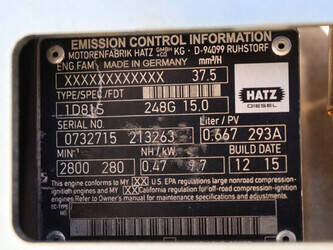 EMISSION CONTROL INFORMATION
MOTORENFABRIK HATZ GMBH +CO KG · D-94099 RUHSTORF
ENG.FAM. MADE IN GERMANY mm³/H
XXXXXXXXXXXX 37.5
TYPE/SPEC/FDT
1D81S 248G 15.0
HATZ
DIESEL
SERIAL NO Liter / PV
0732715 213263 0.667 293A
MIN⁻¹ NH/kW BUILD DATE
2800 280 12 15
This engine conforms to MY XX U.S. EPA regulations large nonroad compression-ignition
engines and to MY XX California regulation for off-road compression-ignition
engines. Refer to Owner's manual for maintenance specifications and adjustments.